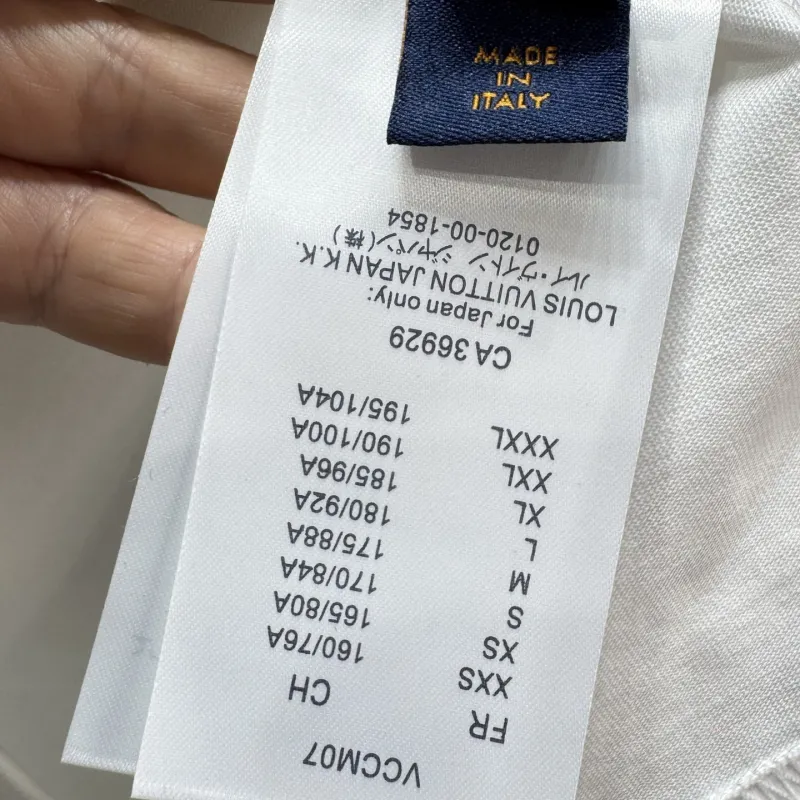 MADE
IN
ITALY
VCCM07
FR CH
XXS 160/76A
XS 165/80A
S 170/84A
M 175/88A
L 180/92A
XL 185/96A
XXL 190/100A
XXXL 195/104A
CA 36929
For Japan only:
LOUIS VUITTON JAPAN K.K.
ルイ・ヴィトン ジャパン(株)
0120-00-1854